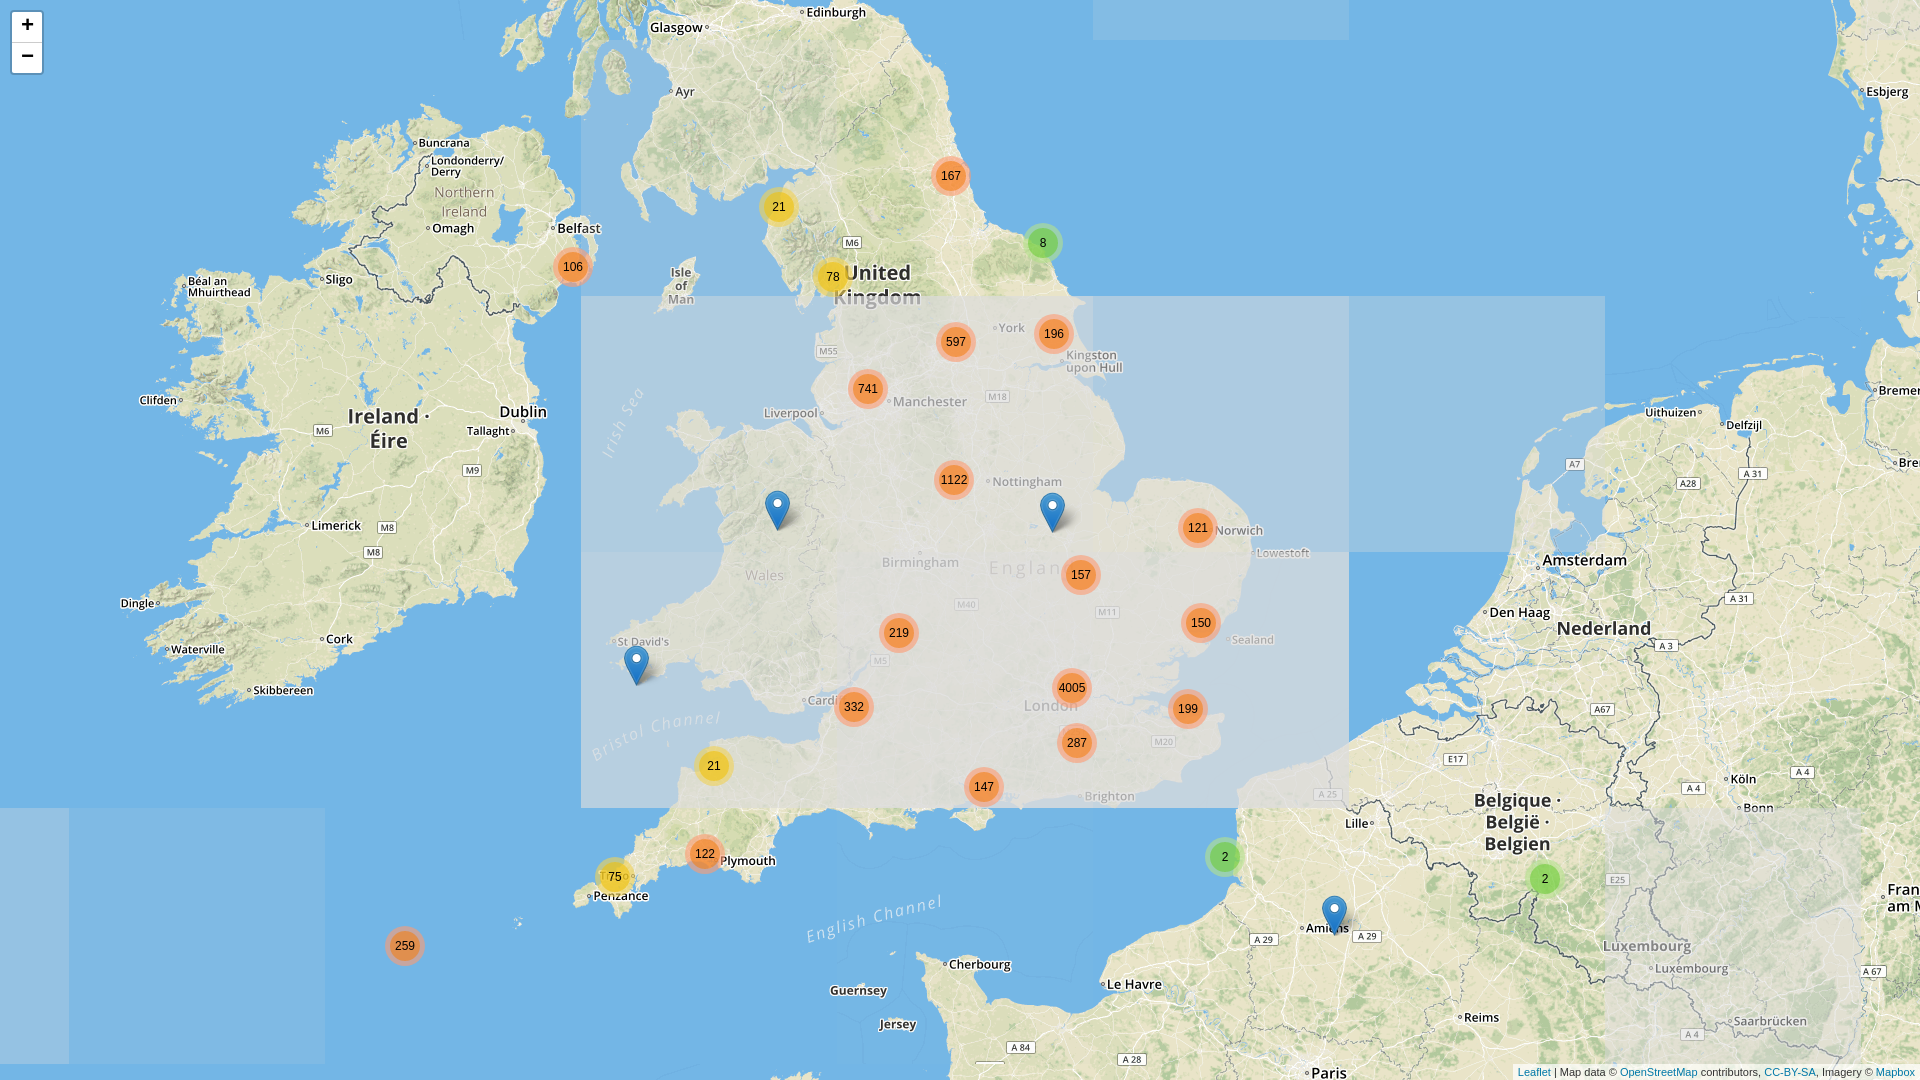 +
−
Edinburgh
Glasgow
Ayr
Esbjerg
Buncrana
Londonderry/
Derry
167
Northern
Ireland
21
Omagh
Belfast
M6
8
106
Isle
of
Man
78
United
Kingdom
Sligo
Béal an
Mhuirthead
York
196
597
M55
Kingston
upon Hull
741
M18
Bremer
Clifden
Manchester
Liverpool
Irish Sea
Ireland ·
Éire
Dublin
Tallaght
M6
Uithuizen
Delfzijl
M9
A7
A 31
A28
Bre
1122
Nottingham
Limerick
M8
M8
121
Norwich
Lowestoft
Amsterdam
Birmingham
Wales
Englan
157
M40
M11
A 31
Dingle
Den Haag
Nederland
219
150
Cork
St David's
Sealand
Waterville
A 3
M5
Skibbereen
4005
Cardi
332
London
199
A67
Bristol Channel
287
M20
E17
21
A 4
Köln
A 4
147
Brighton
A 25
Belgique ·
België ·
Belgien
Bonn
Lille
122
Plymouth
2
75
Penzance
2
E25
Fran
am M
English Channel
Amiens
A 29
A 29
259
Luxembourg
Luxembourg
A 67
Cherbourg
Le Havre
Guernsey
Jersey
Reims
Saarbrücken
A 4
A 84
A 28
Paris
Leaflet | Map data © OpenStreetMap contributors, CC-BY-SA, Imagery © Mapbox